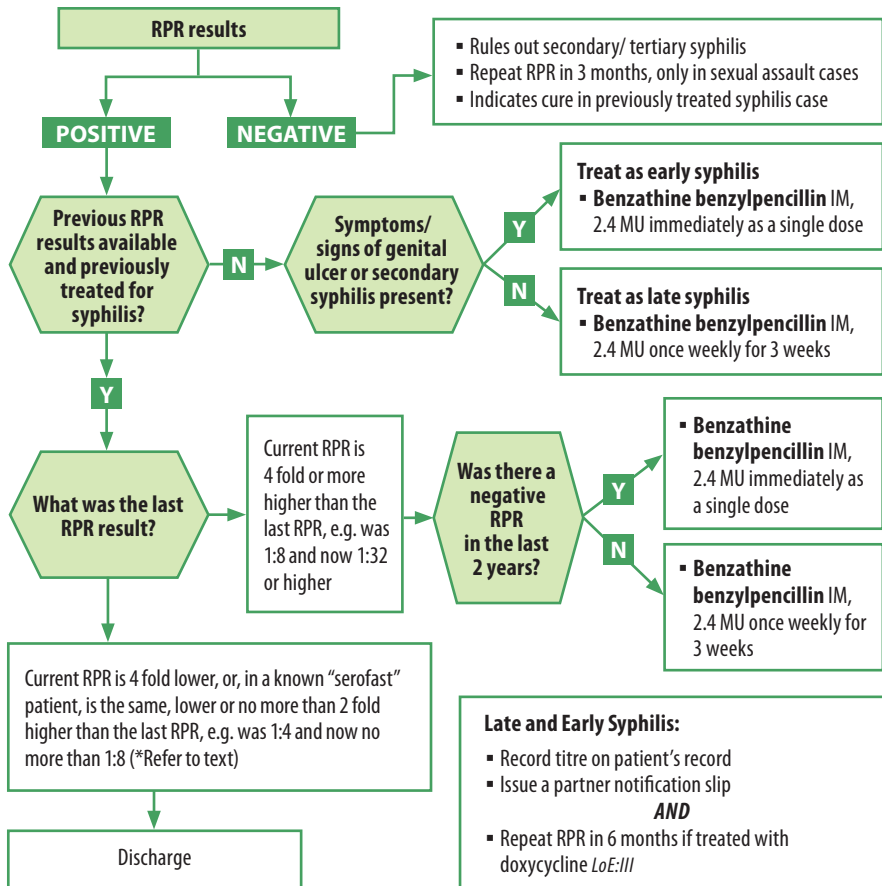 RPR results
▪ Rules out secondary/ tertiary syphilis
▪ Repeat RPR in 3 months, only in sexual assault cases
▪ Indicates cure in previously treated syphilis case
POSITIVE
NEGATIVE
Previous RPR
results available
and previously
treated for
syphilis?
N
Symptoms/
signs of genital
ulcer or secondary
syphilis present?
Y
Treat as early syphilis
▪ Benzathine benzylpencillin IM,
2.4 MU immediately as a single dose
N
Treat as late syphilis
▪ Benzathine benzylpencillin IM,
2.4 MU once weekly for 3 weeks
Y
What was the last
RPR result?
Current RPR is
4 fold or more
higher than the
last RPR, e.g. was
1:8 and now 1:32
or higher
Was there a
negative
RPR
in the last
2 years?
Y
▪ Benzathine
benzylpencillin IM,
2.4 MU immediately as
a single dose
N
▪ Benzathine
benzylpencillin IM,
2.4 MU once weekly for
3 weeks
Current RPR is 4 fold lower, or, in a known “serofast”
patient, is the same, lower or no more than 2 fold
higher than the last RPR, e.g. was 1:4 and now no
more than 1:8 (*Refer to text)
Discharge
Late and Early Syphilis:
▪ Record titre on patient’s record
▪ Issue a partner notification slip
AND
▪ Repeat RPR in 6 months if treated with
doxycycline LoE:III